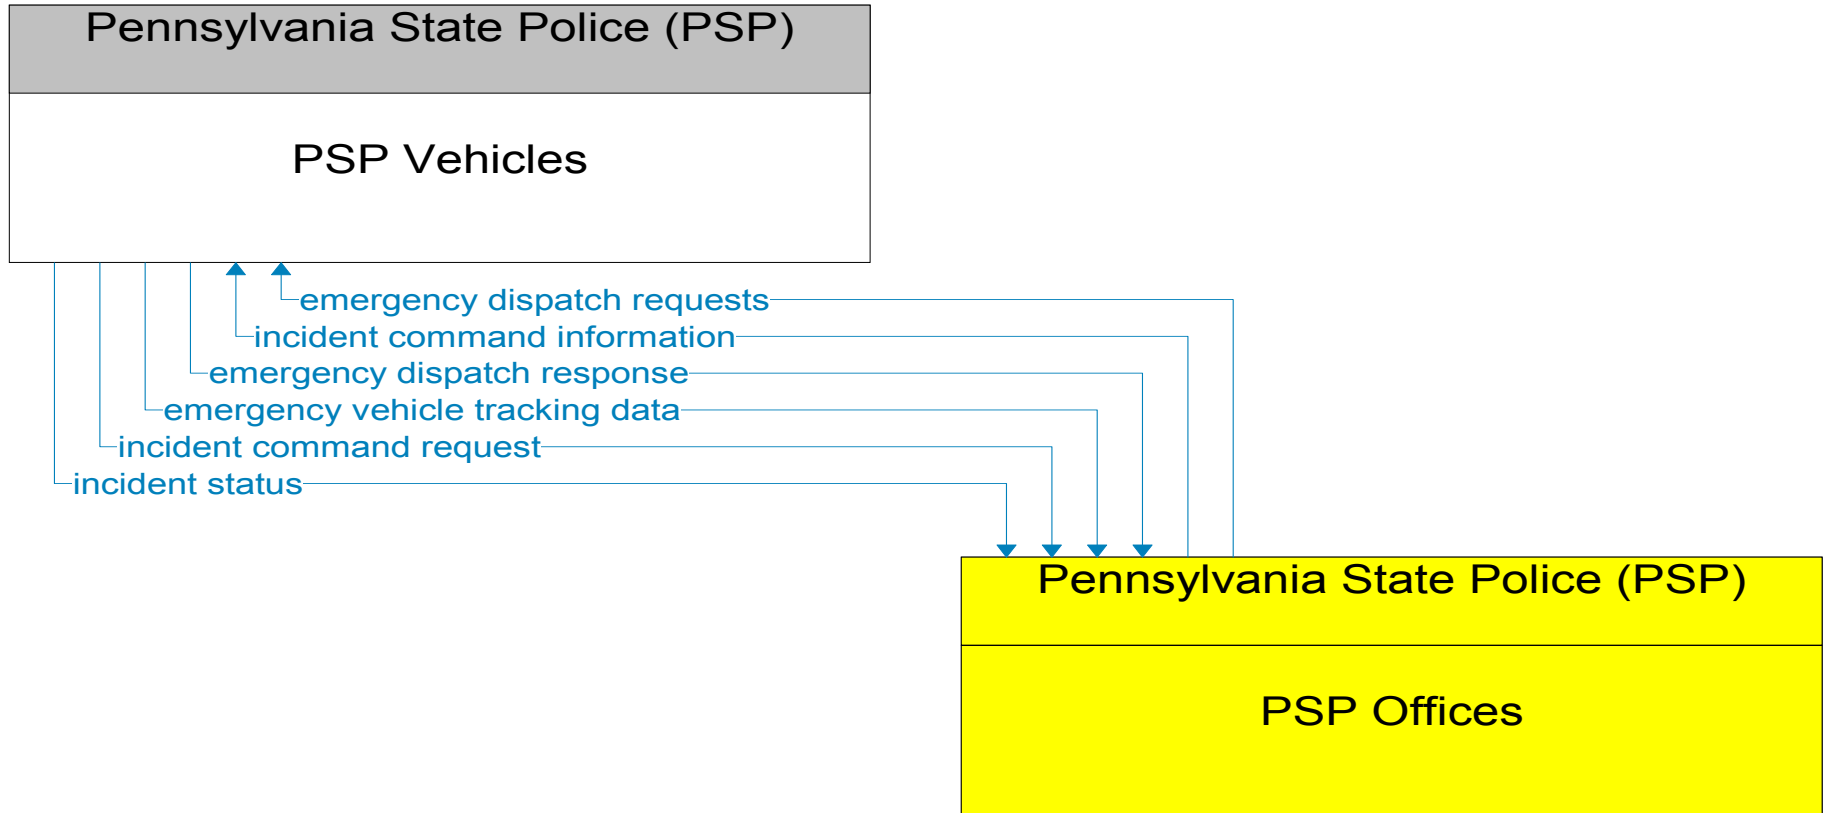 Pennsylvania State Police (PSP)
PSP Vehicles
emergency dispatch requests
incident command information
emergency dispatch response
emergency vehicle tracking data
incident command request
incident status
Pennsylvania State Police (PSP)
PSP Offices